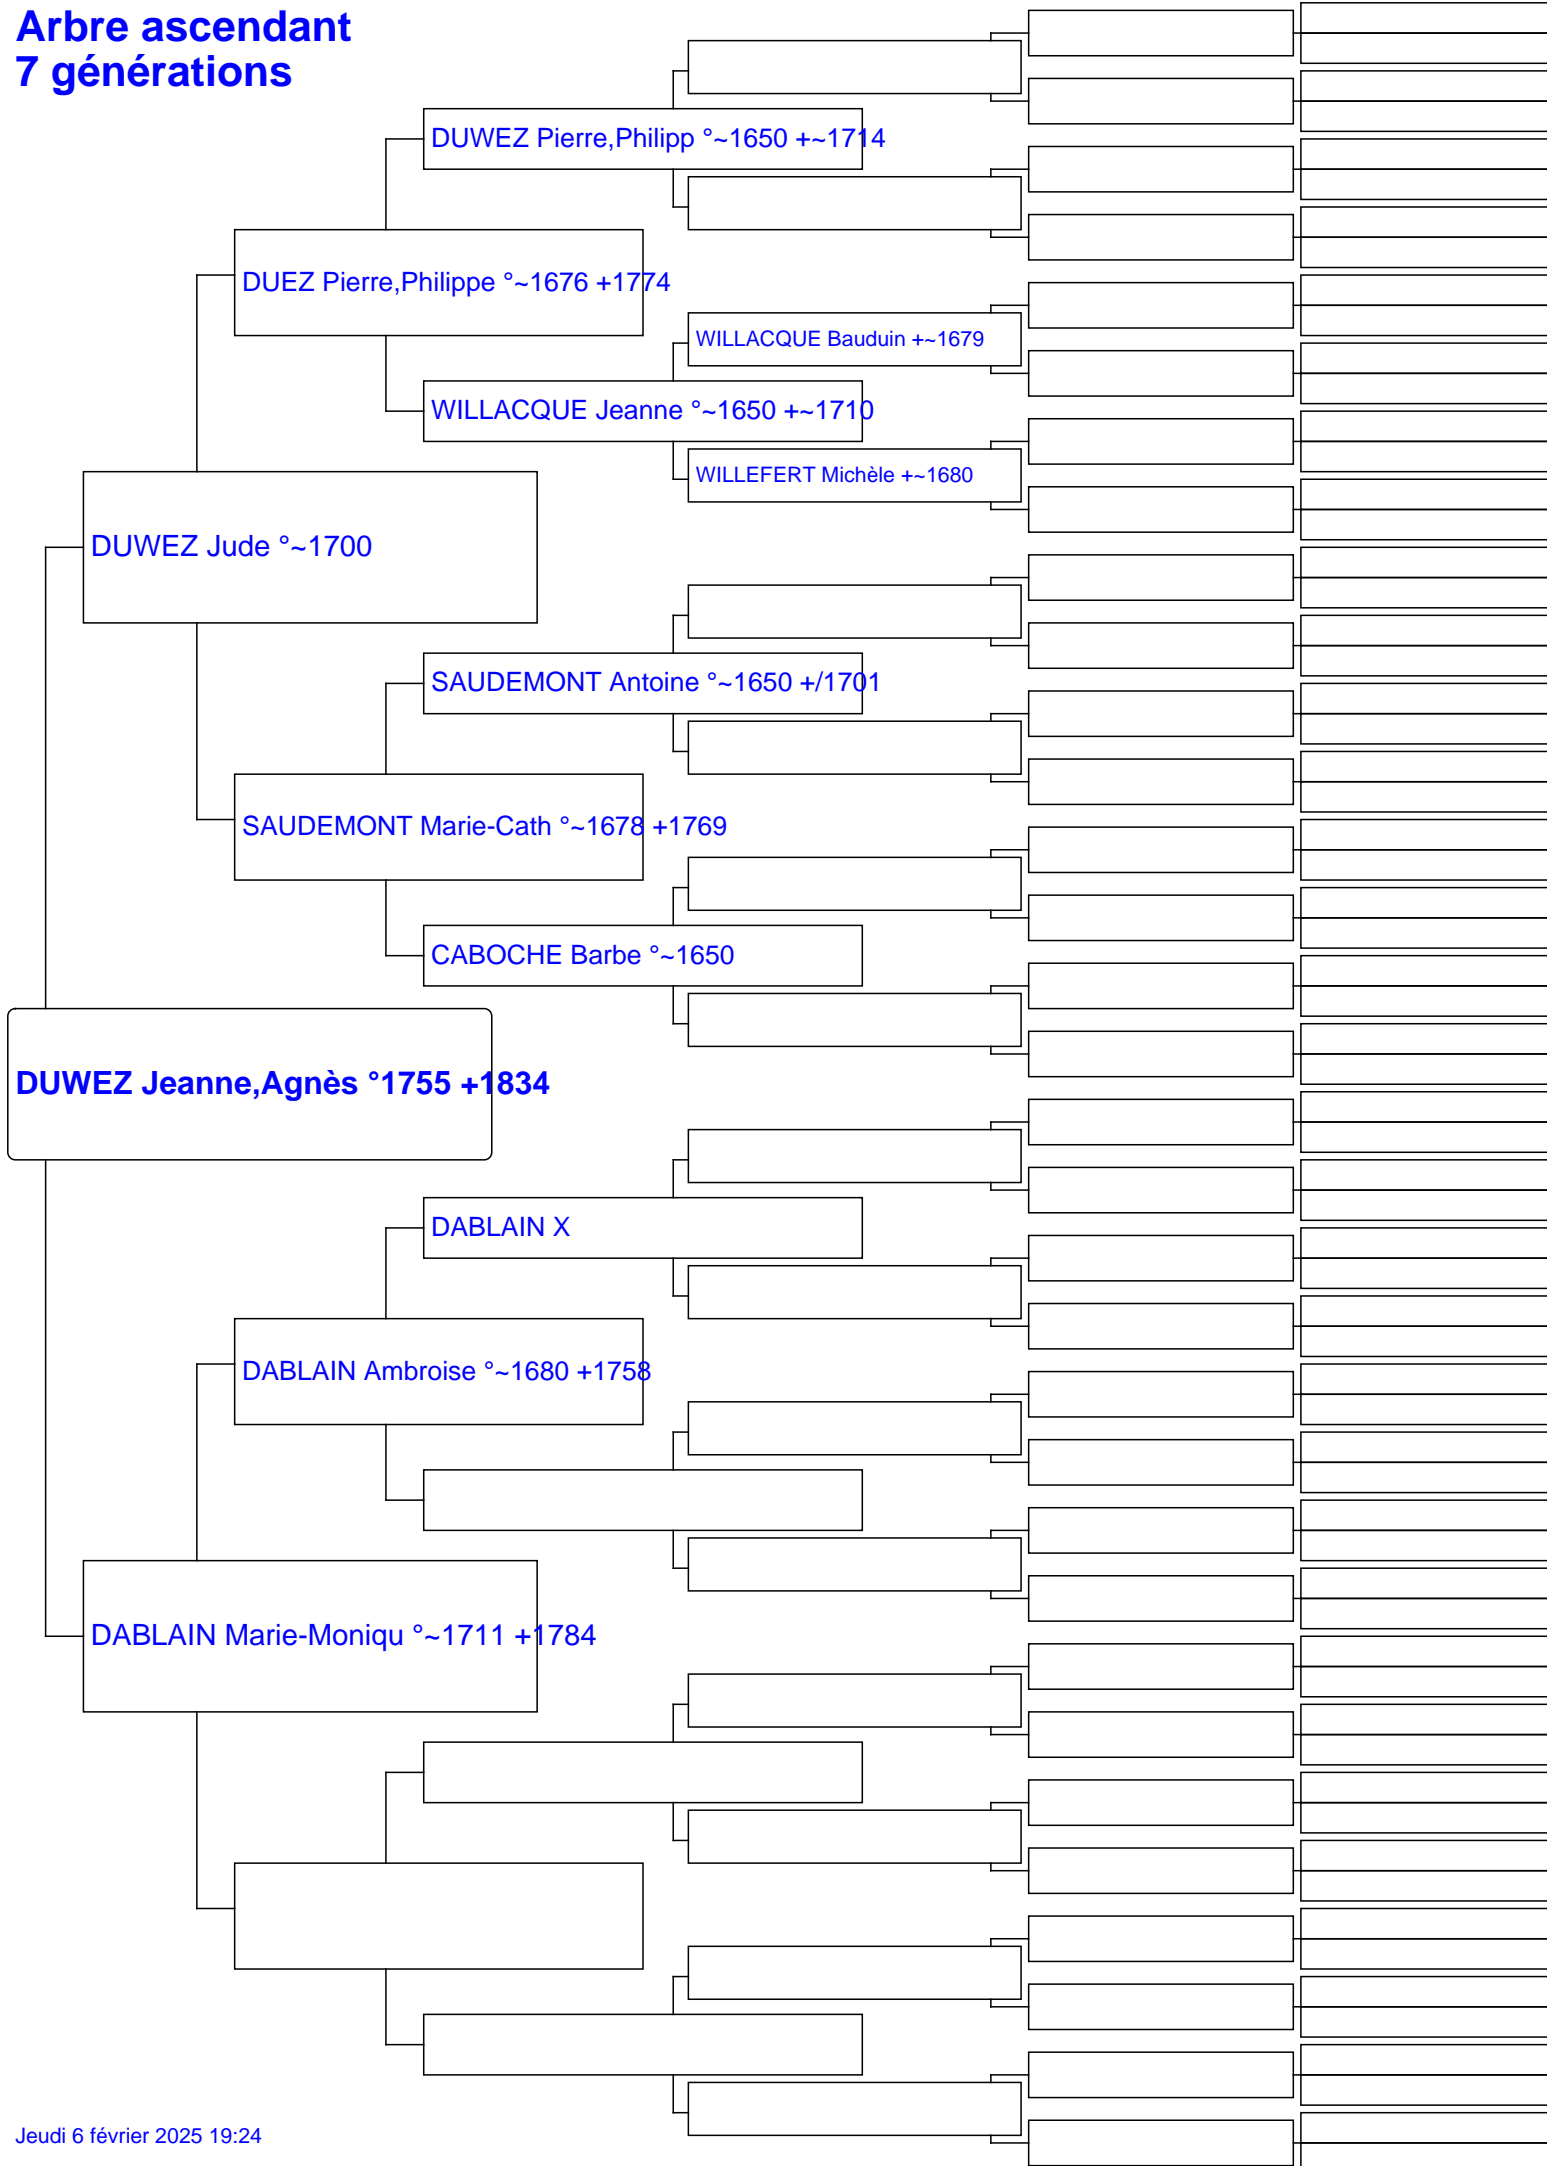 Arbre ascendant
7 générations
DUWEZ Pierre,Philipp °~1650 +~1714
DUEZ Pierre,Philippe °~1676 +1774
WILLACQUE Bauduin +~1679
WILLACQUE Jeanne °~1650 +~1710
WILLEFERT Michèle +~1680
DUWEZ Jude °~1700
SAUDEMONT Antoine °~1650 +/1701
SAUDEMONT Marie-Cath °~1678 +1769
CABOCHE Barbe °~1650
DUWEZ Jeanne,Agnès °1755 +1834
DABLAIN X
DABLAIN Ambroise °~1680 +1758
DABLAIN Marie-Moniqu °~1711 +1784
Jeudi 6 février 2025 19:24